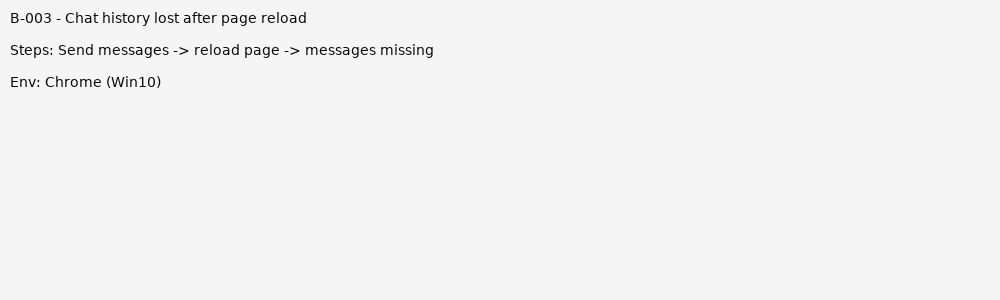 B-003 - Chat history lost after page reload
Steps: Send messages -> reload page -> messages missing
Env: Chrome (Win10)